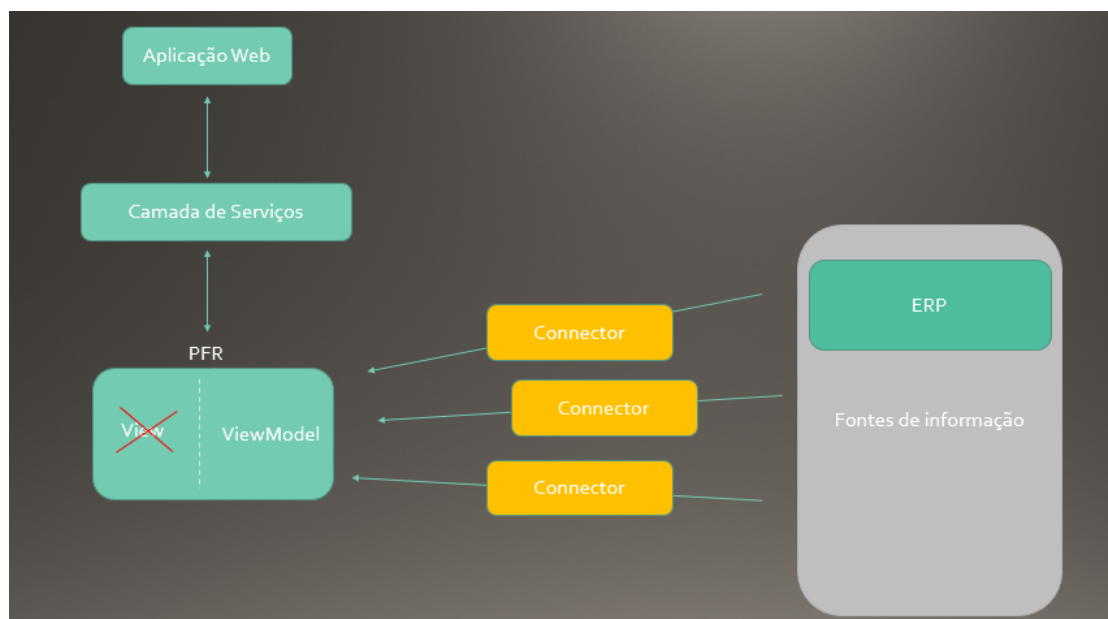 Aplicação Web
Camada de Serviços
PFR
View
ViewModel
Connector
Connector
Connector
ERP
Fontes de informação